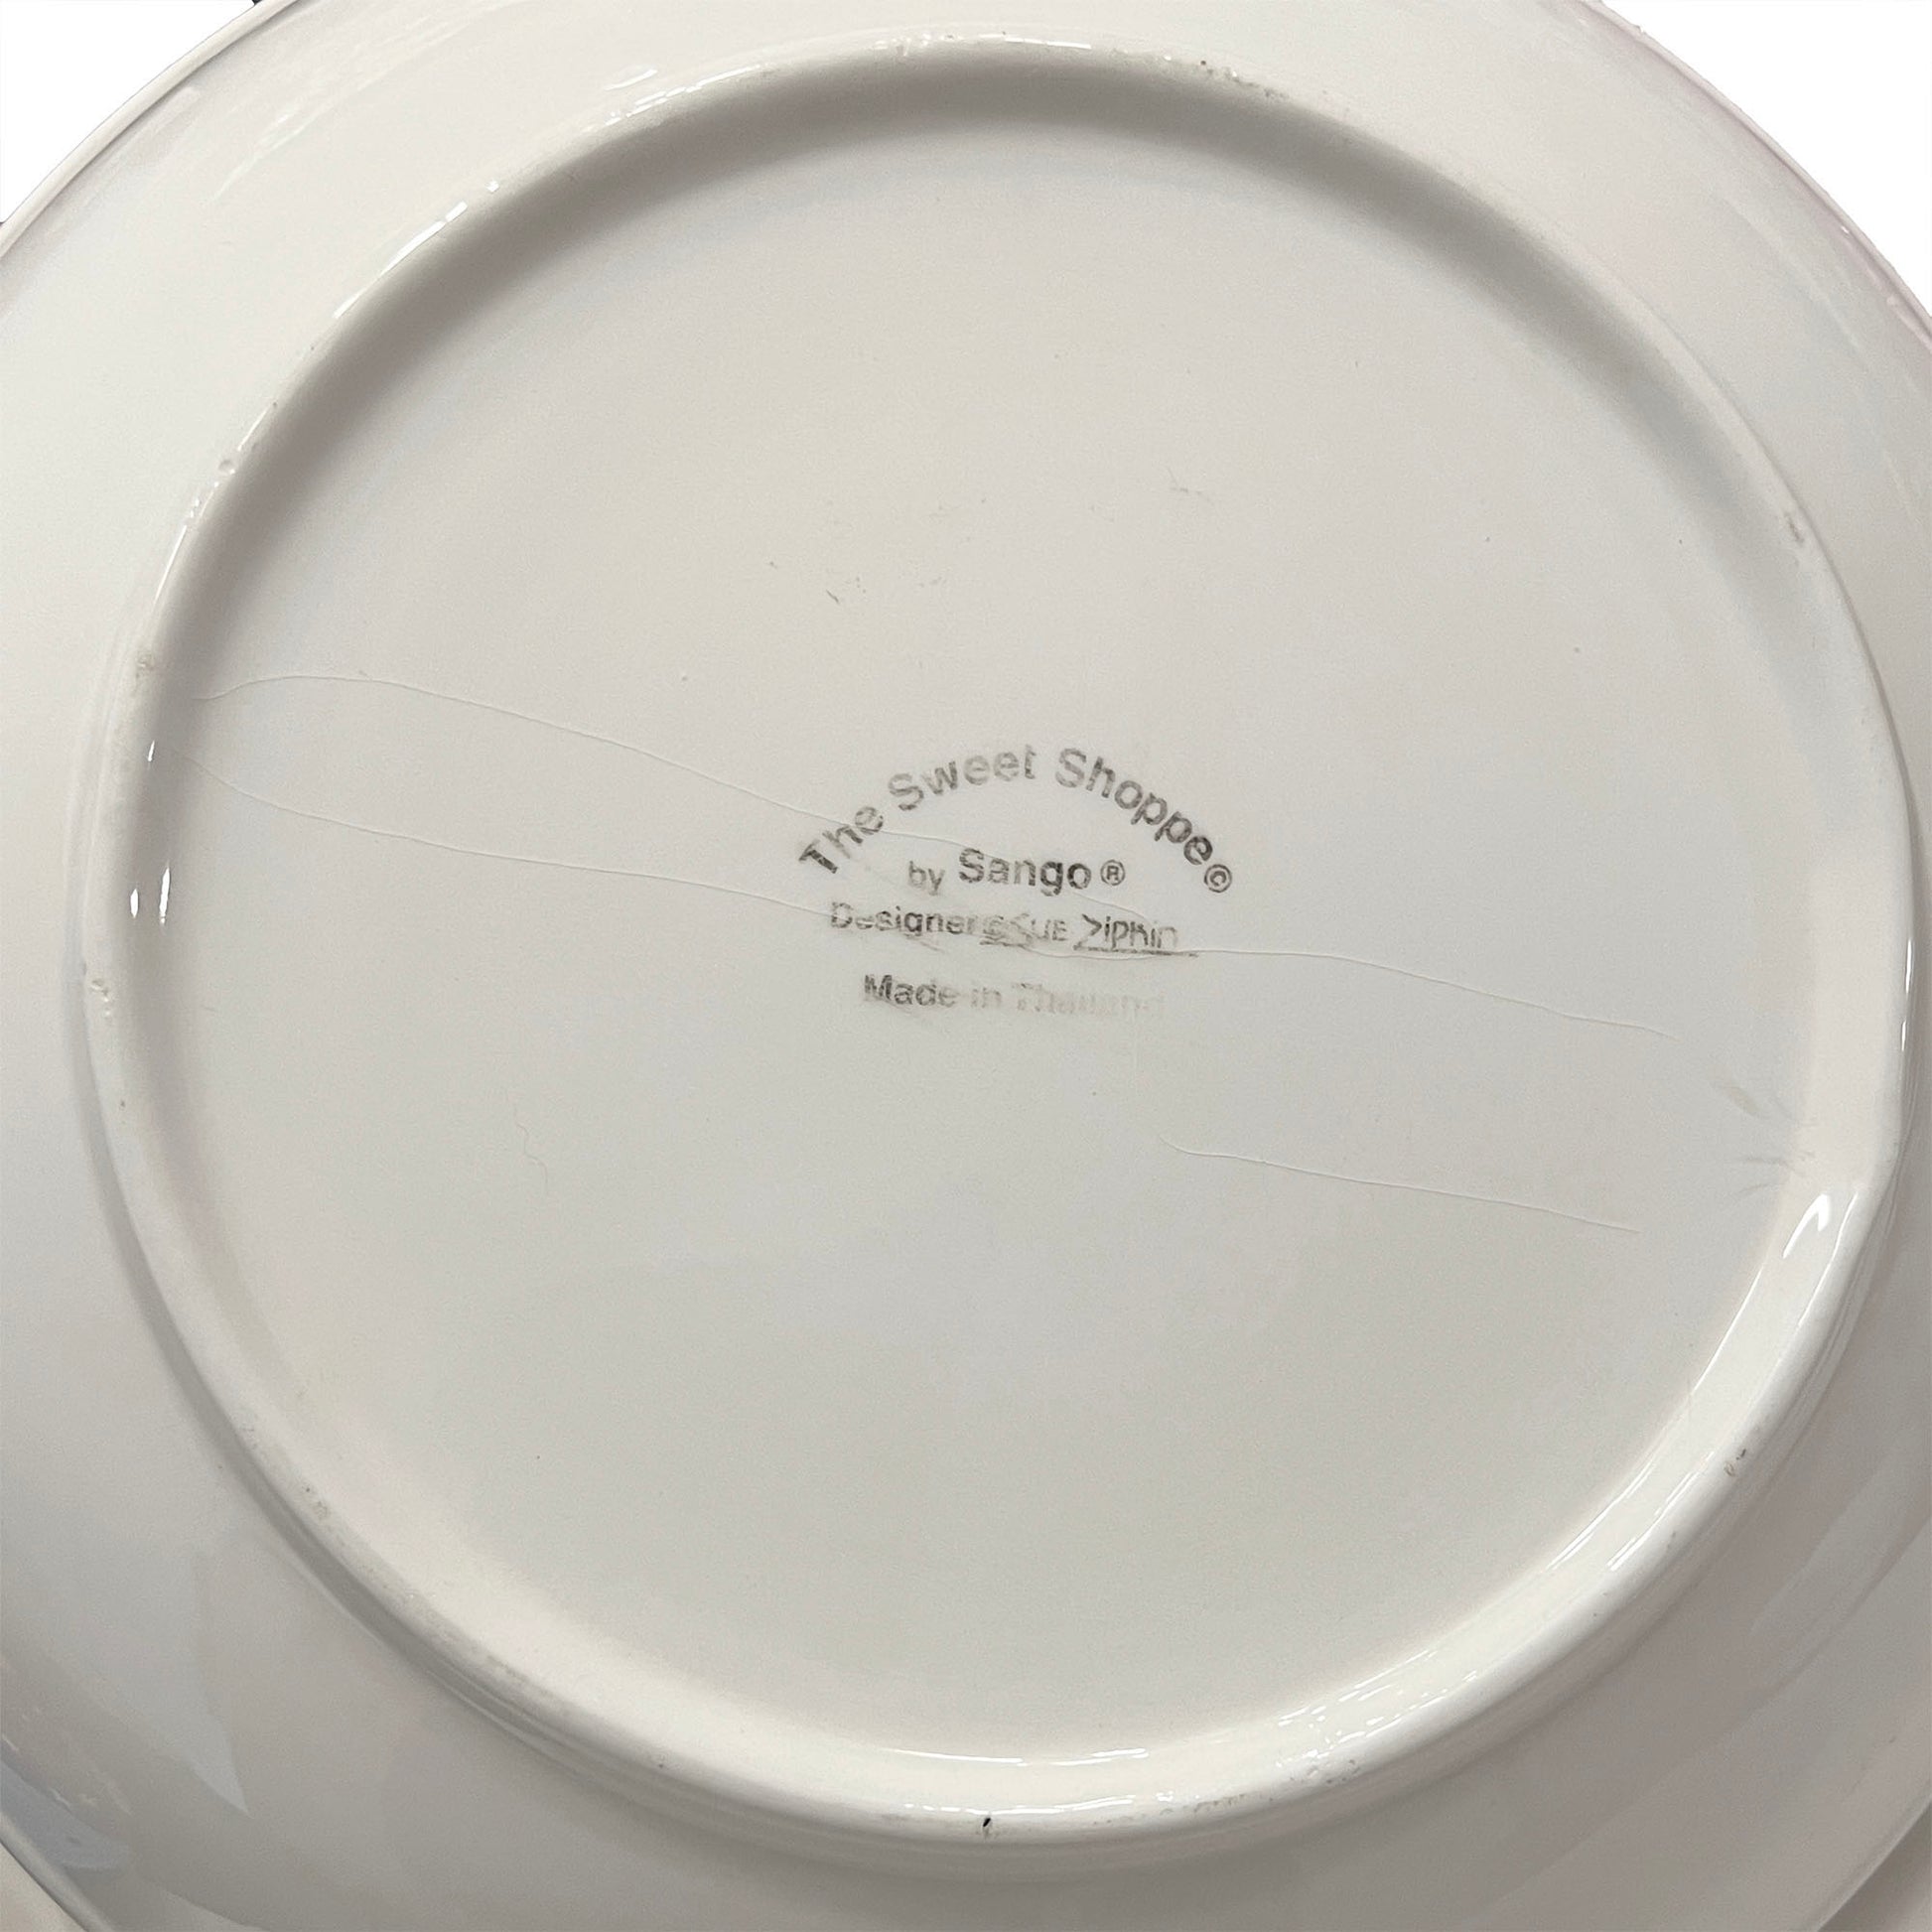 The Sweet Shoppe©
by Sango®
Designer Sue Zipkin
Made in Thailand